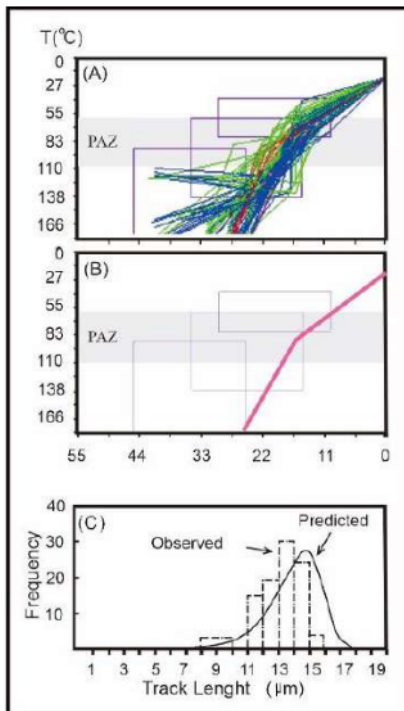 T(°C)
0
27
55
83
110
138
166
(A)
PAZ
0
27
55
83
110
138
166
(B)
PAZ
55 44 33 22 11 0
40
30
20
10
Frequency
(C)
Observed
Predicted
1 3 5 7 9 11 13 15 17 19
Track Lenght (μm)